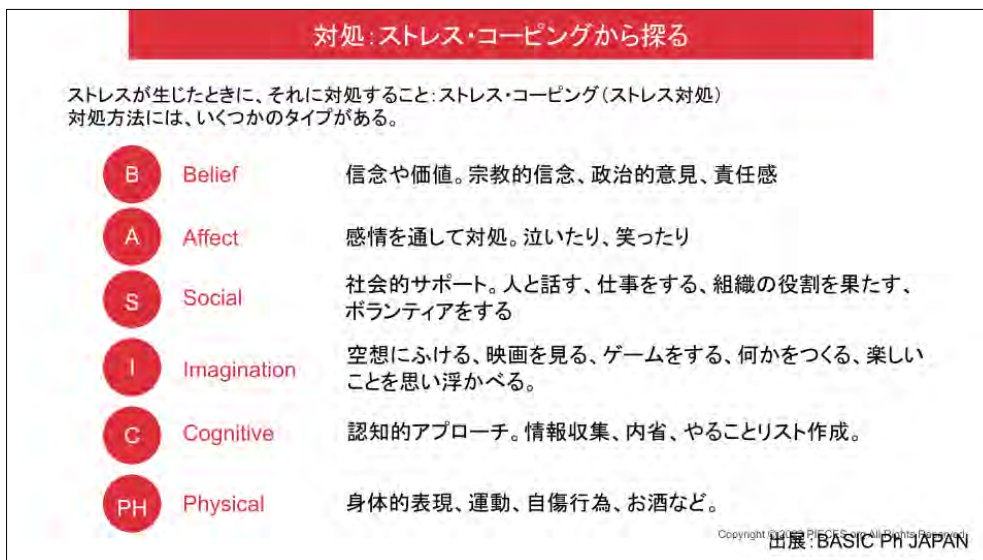 対処：ストレス・コーピングから探る
ストレスが生じたときに、それに対処すること：ストレス・コーピング（ストレス対処）
対処方法には、いくつかのタイプがある。
B Belief 信念や価値。宗教的信念、政治的意見、責任感
A Affect 感情を通して対処。泣いたり、笑ったり
S Social 社会的サポート。人と話す、仕事をする、組織の役割を果たす、
ボランティアをする
I Imagination 空想にふける、映画を見る、ゲームをする、何かをつくる、楽しい
ことを思い浮かべる。
C Cognitive 認知的アプローチ。情報収集、内省、やることリスト作成。
PH Physical 身体的表現、運動、自傷行為、お酒など。
Copyright PIECES All Rights Reserved
出展：BASIC Ph JAPAN